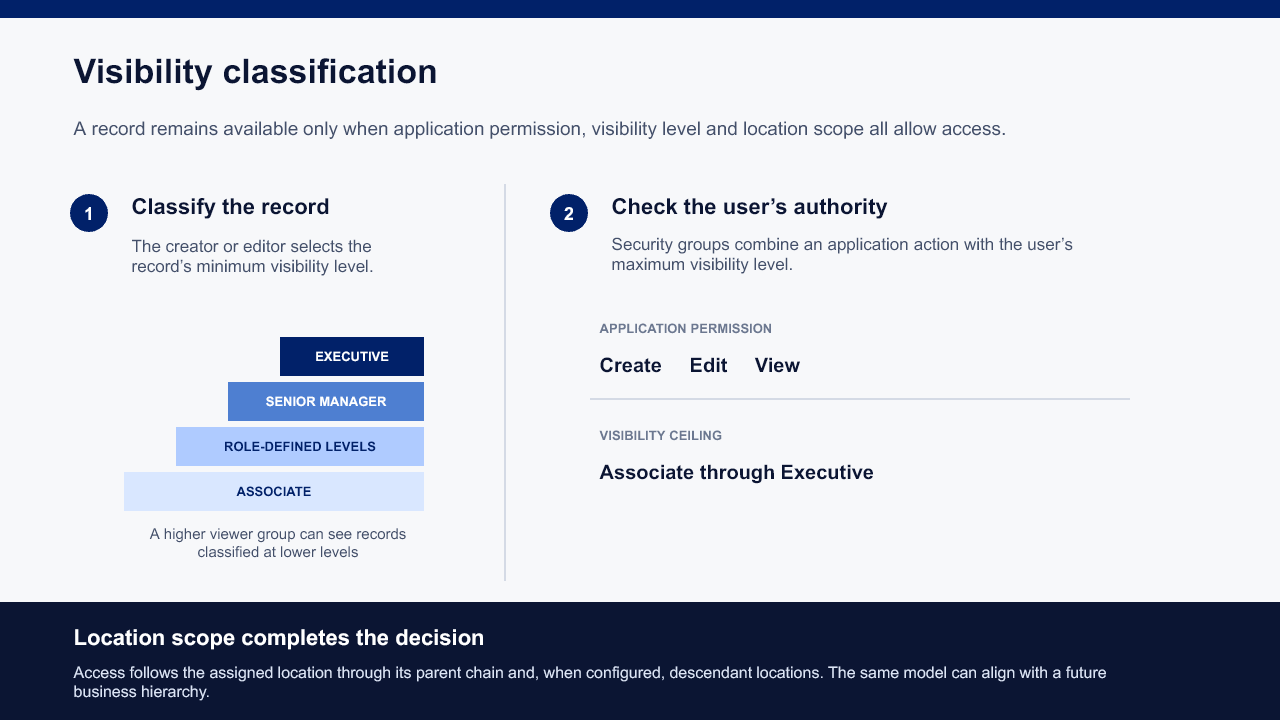 Visibility classification
A record remains available only when application permission, visibility level and location scope all allow access.
1
Classify the record
The creator or editor selects the
record’s minimum visibility level.
EXECUTIVE
SENIOR MANAGER
ROLE-DEFINED LEVELS
ASSOCIATE
A higher viewer group can see records
classified at lower levels
2
Check the user’s authority
Security groups combine an application action with the user’s
maximum visibility level.
APPLICATION PERMISSION
Create Edit View
VISIBILITY CEILING
Associate through Executive
Location scope completes the decision
Access follows the assigned location through its parent chain and, when configured, descendant locations. The same model can align with a future
business hierarchy.